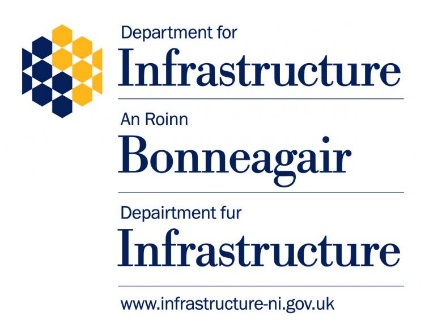 Department for
Infrastructure
An Roinn
Bonneagair
Depairtment fur
Infrastructure
www.infrastructure-ni.gov.uk